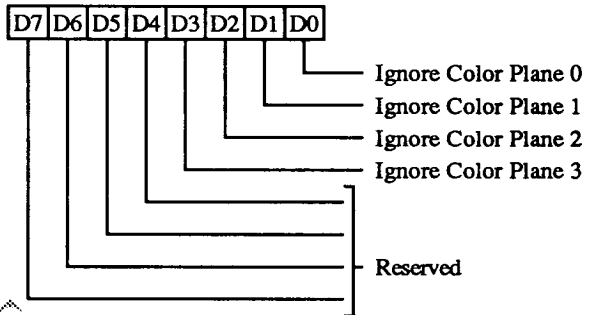 D7 D6 D5 D4 D3 D2 D1 D0
Ignore Color Plane 0
Ignore Color Plane 1
Ignore Color Plane 2
Ignore Color Plane 3
Reserved